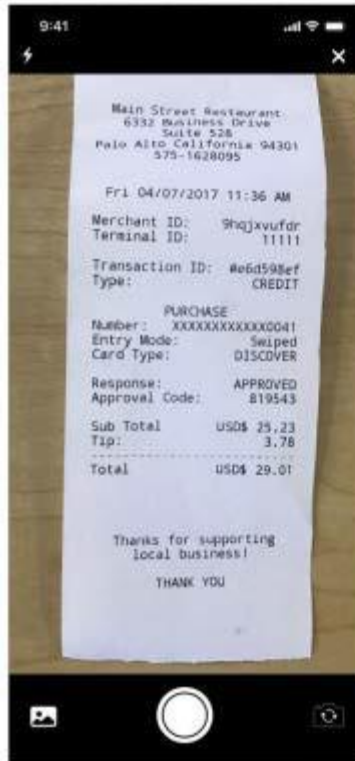 9:41
Main Street Restaurant
6332 Business Drive
Suite 528
Palo Alto California 94301
575-1628095
Fri 04/07/2017 11:36 AM
Merchant ID: 9hqjxvufdr
Terminal ID: 11111
Transaction ID: #e6d598ef
Type: CREDIT
PURCHASE
Number: XXXXXXXXXXXX0041
Entry Mode: Swiped
Card Type: DISCOVER
Response: APPROVED
Approval Code: 819543
Sub Total USD$ 25.23
Tip: 3.78
Total USD$ 29.01
Thanks for supporting
local business!
THANK YOU